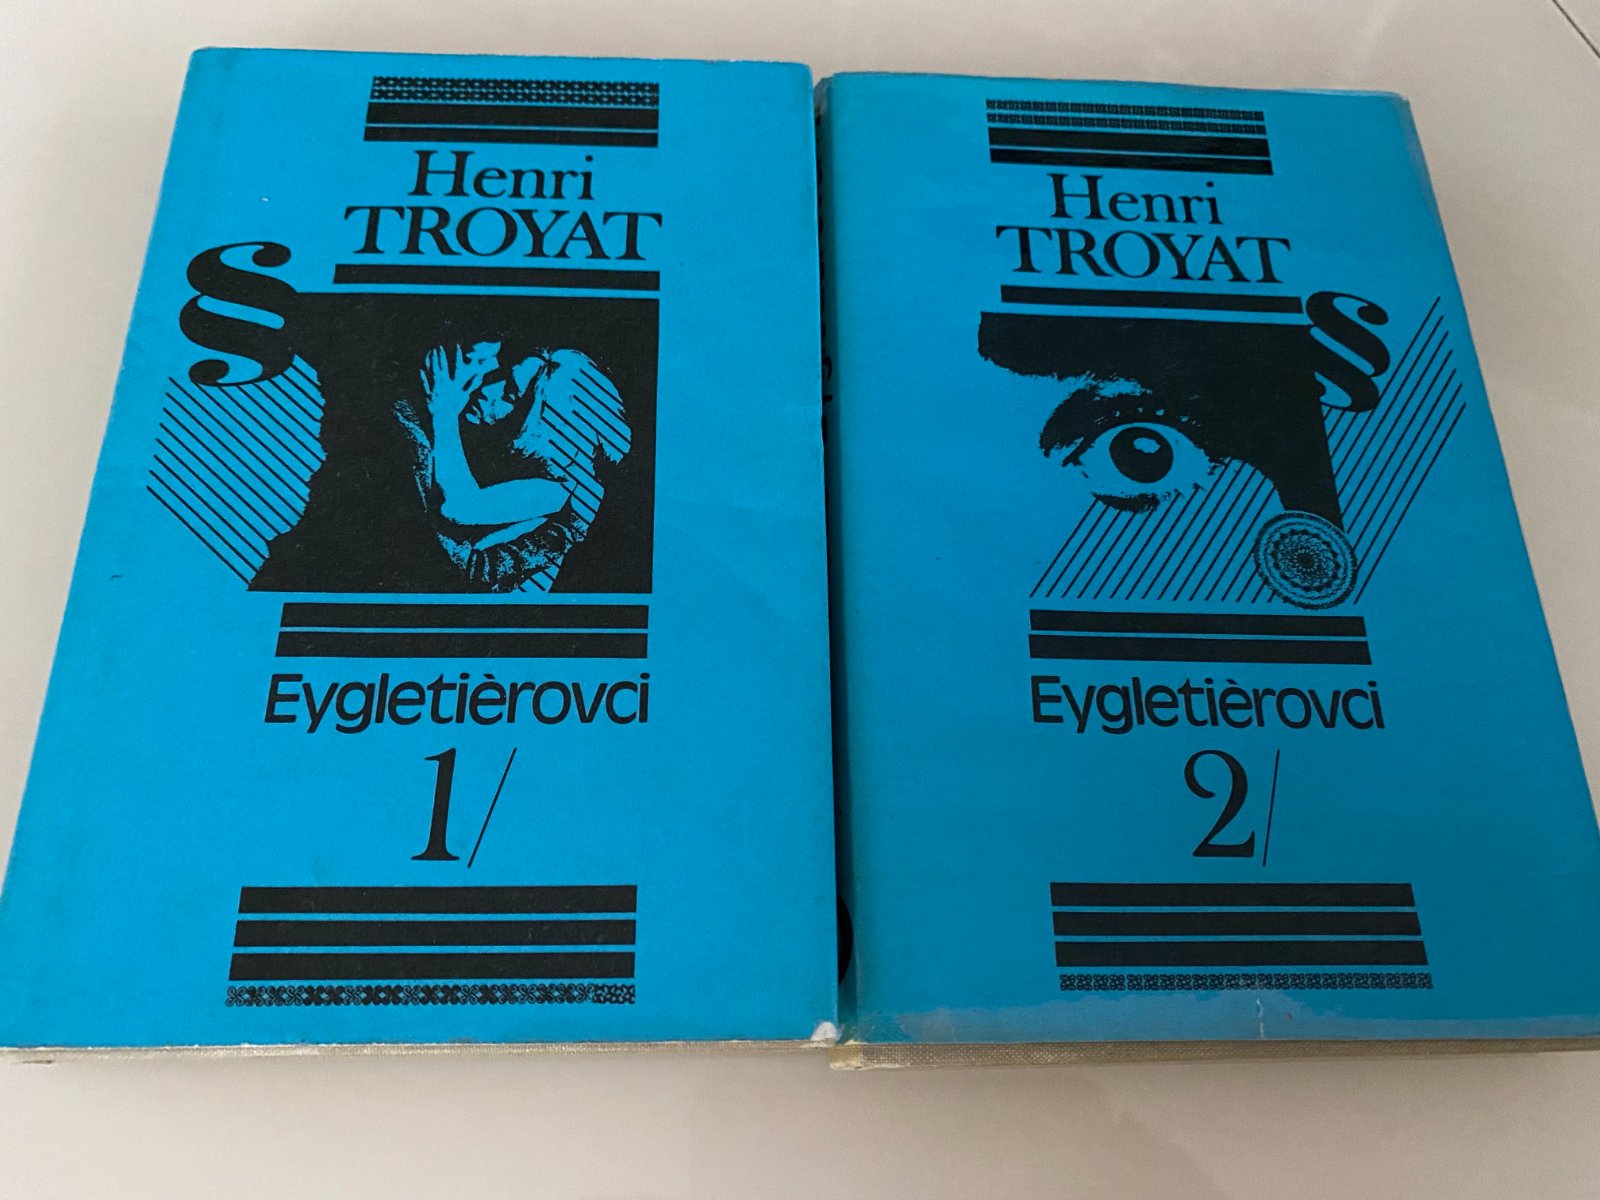 Henri
TROYAT
§
Eygletièrovci
1/
Henri
TROYAT
§
Eygletièrovci
2/